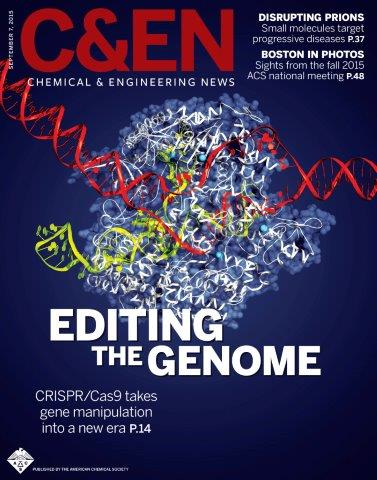 SEPTEMBER 7, 2015
C&EN
CHEMICAL & ENGINEERING NEWS
DISRUPTING PRIONS
Small molecules target
progressive diseases P.37
BOSTON IN PHOTOS
Sights from the fall 2015
ACS national meeting P.48
EDITING
THE GENOME
CRISPR/Cas9 takes
gene manipulation
into a new era P.14
PUBLISHED BY THE AMERICAN CHEMICAL SOCIETY